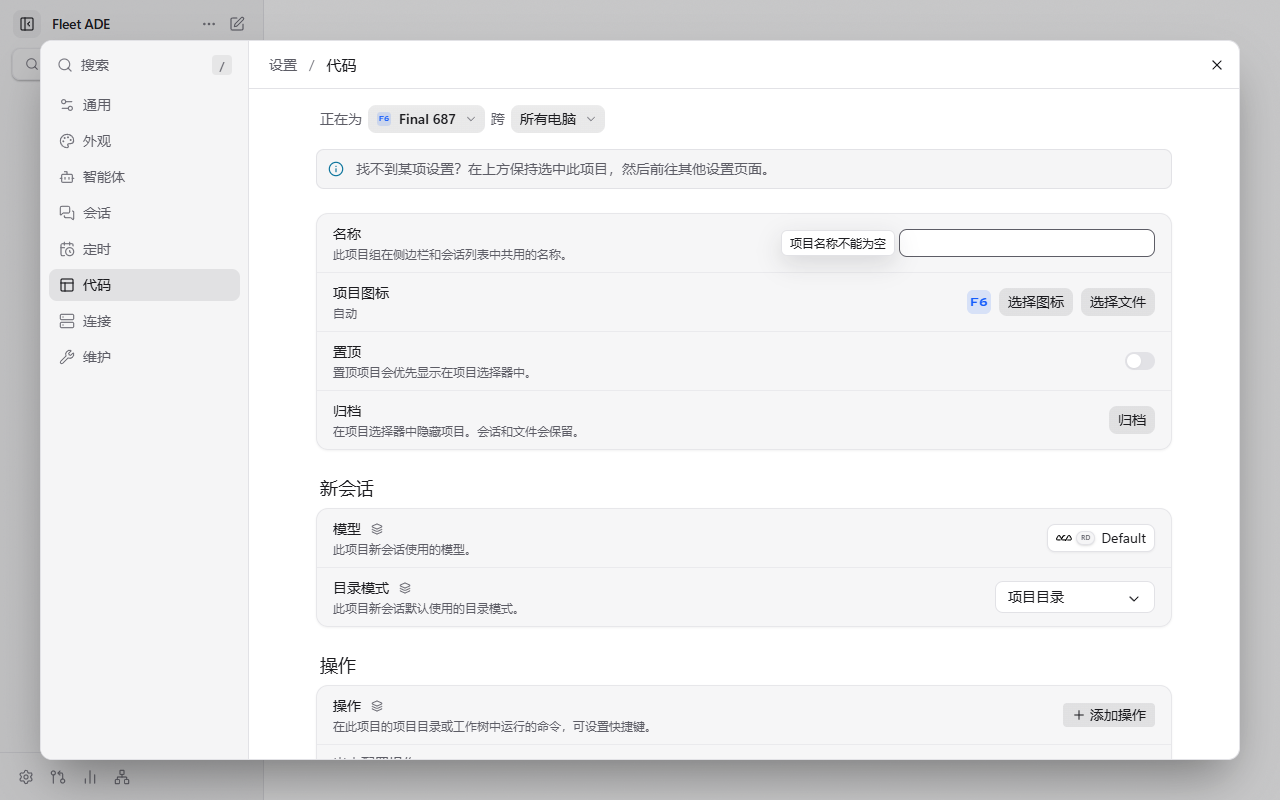 Fleet ADE
搜索
/
通用
外观
智能体
会话
定时
代码
连接
维护
设置 / 代码
正在为 F6 Final 687 跨 所有电脑
找不到某项设置？在上方保持选中此项目，然后前往其他设置页面。
名称
此项目组在侧边栏和会话列表中共用的名称。
项目名称不能为空
项目图标
自动
F6 选择图标 选择文件
置顶
置顶项目会优先显示在项目选择器中。
归档
在项目选择器中隐藏项目。会话和文件会保留。
归档
新会话
模型
此项目新会话使用的模型。
RD Default
目录模式
此项目新会话默认使用的目录模式。
项目目录
操作
操作
在此项目的项目目录或工作树中运行的命令，可设置快捷键。
添加操作